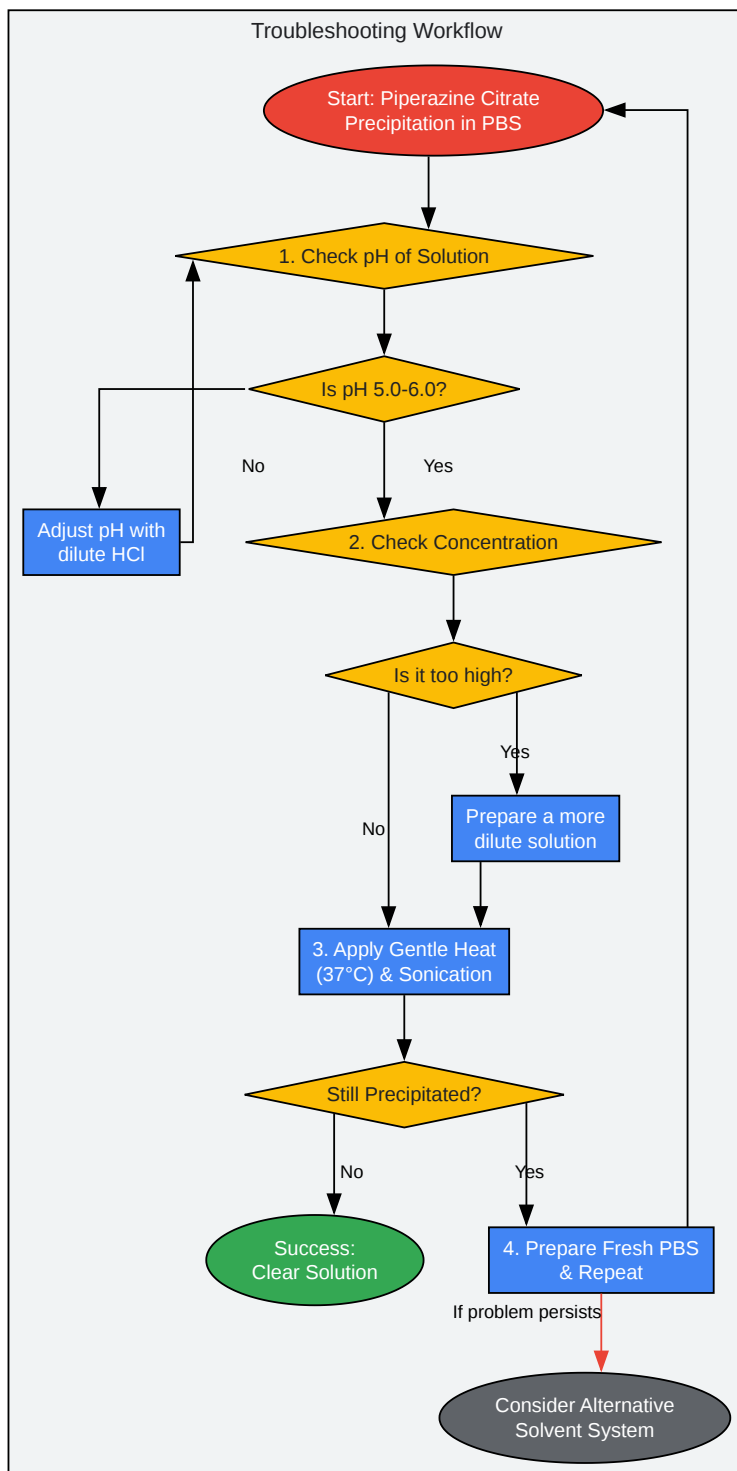 Troubleshooting Workflow
Start: Piperazine Citrate
Precipitation in PBS
1. Check pH of Solution
Is pH 5.0-6.0?
No
Yes
Adjust pH with
dilute HCl
2. Check Concentration
Is it too high?
Yes
No
Prepare a more
dilute solution
3. Apply Gentle Heat
(37°C) & Sonication
Still Precipitated?
No
Yes
Success:
Clear Solution
4. Prepare Fresh PBS
& Repeat
If problem persists
Consider Alternative
Solvent System